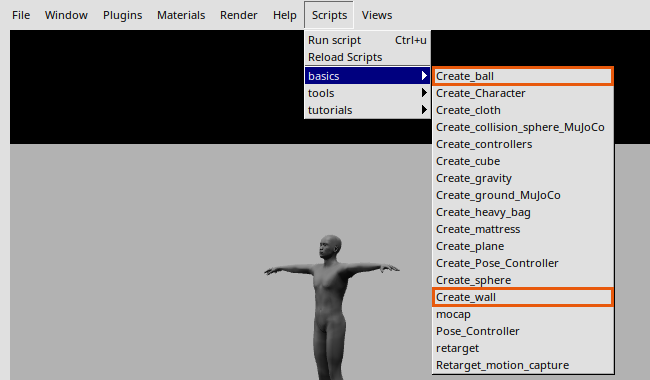 File Window Plugins Materials Render Help Scripts Views
Run script Ctrl+u
Reload Scripts
basics
tools
tutorials
Create_ball
Create_Character
Create_cloth
Create_collision_sphere_MuJoCo
Create_controllers
Create_cube
Create_gravity
Create_ground_MuJoCo
Create_heavy_bag
Create_mattress
Create_plane
Create_Pose_Controller
Create_sphere
Create_wall
mocap
Pose_Controller
retarget
Retarget_motion_capture